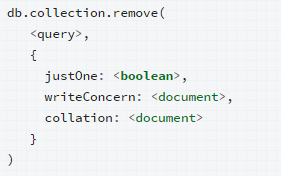 db.collection.remove(
   <query>,
   {
     justOne: <boolean>,
     writeConcern: <document>,
     collation: <document>
   }
)